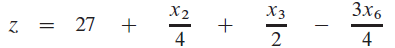 z = 27 + x₂/4 + x₃/2 − 3x₆/4